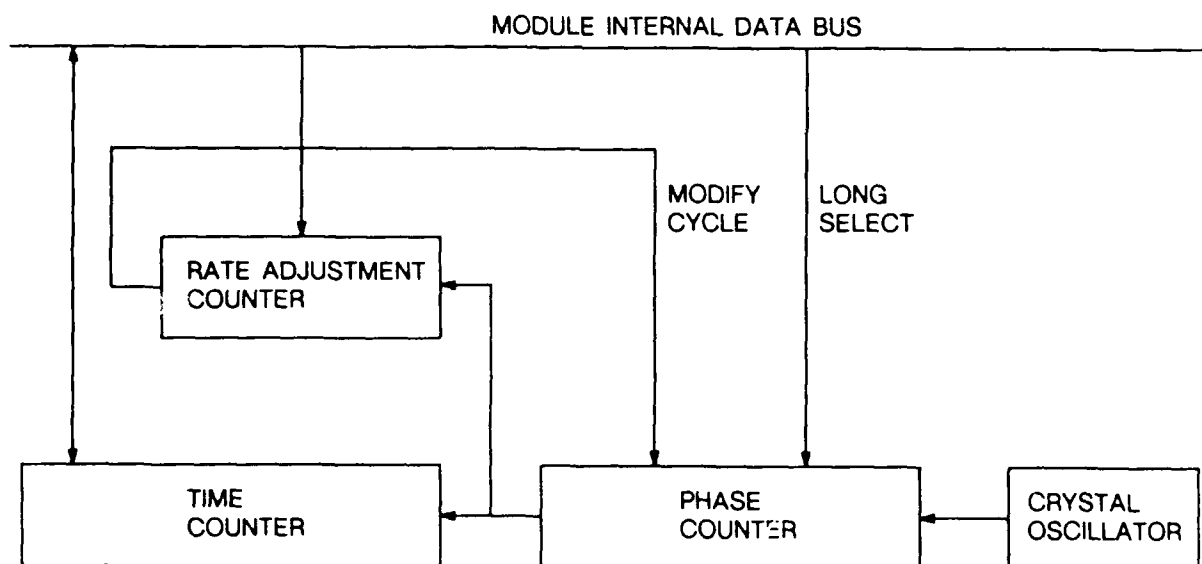 MODULE INTERNAL DATA BUS
MODIFY
CYCLE
LONG
SELECT
RATE ADJUSTMENT
COUNTER
TIME
COUNTER
PHASE
COUNTER
CRYSTAL
OSCILLATOR